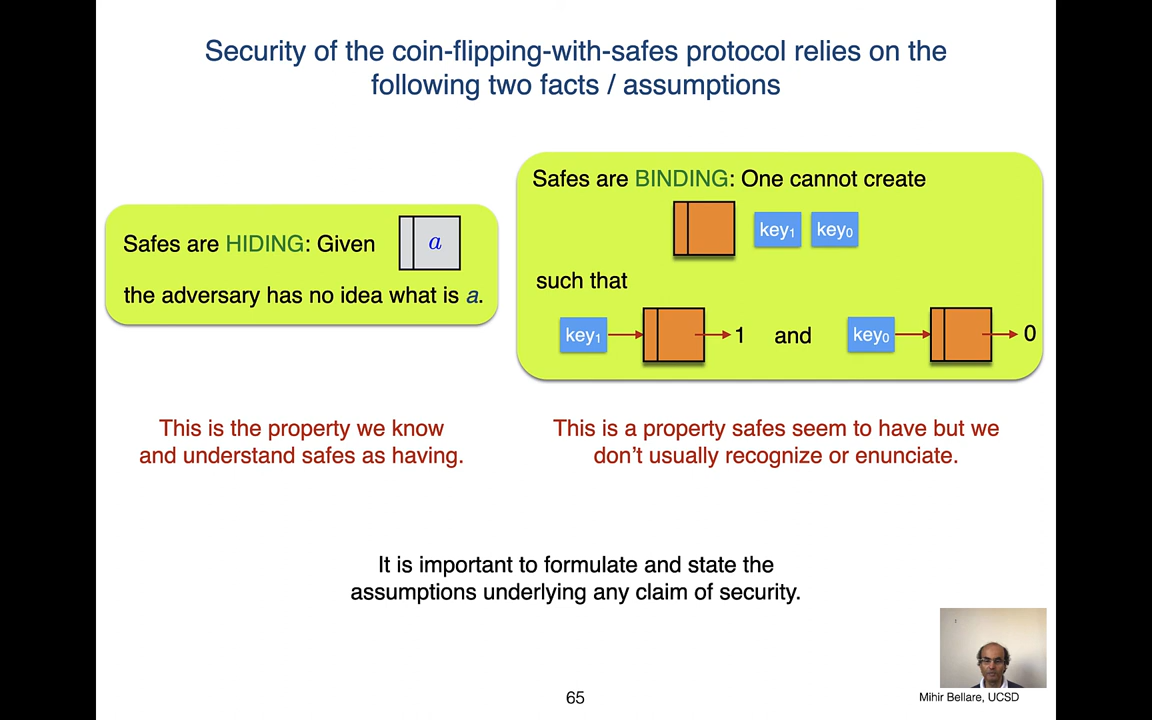 Security of the coin-flipping-with-safes protocol relies on the
following two facts / assumptions
Safes are HIDING: Given
a
the adversary has no idea what is a.
Safes are BINDING: One cannot create
key₁ key₀
such that
key₁ 1 and key₀ 0
This is the property we know
and understand safes as having.
This is a property safes seem to have but we
don’t usually recognize or enunciate.
It is important to formulate and state the
assumptions underlying any claim of security.
65
Mihir Bellare, UCSD